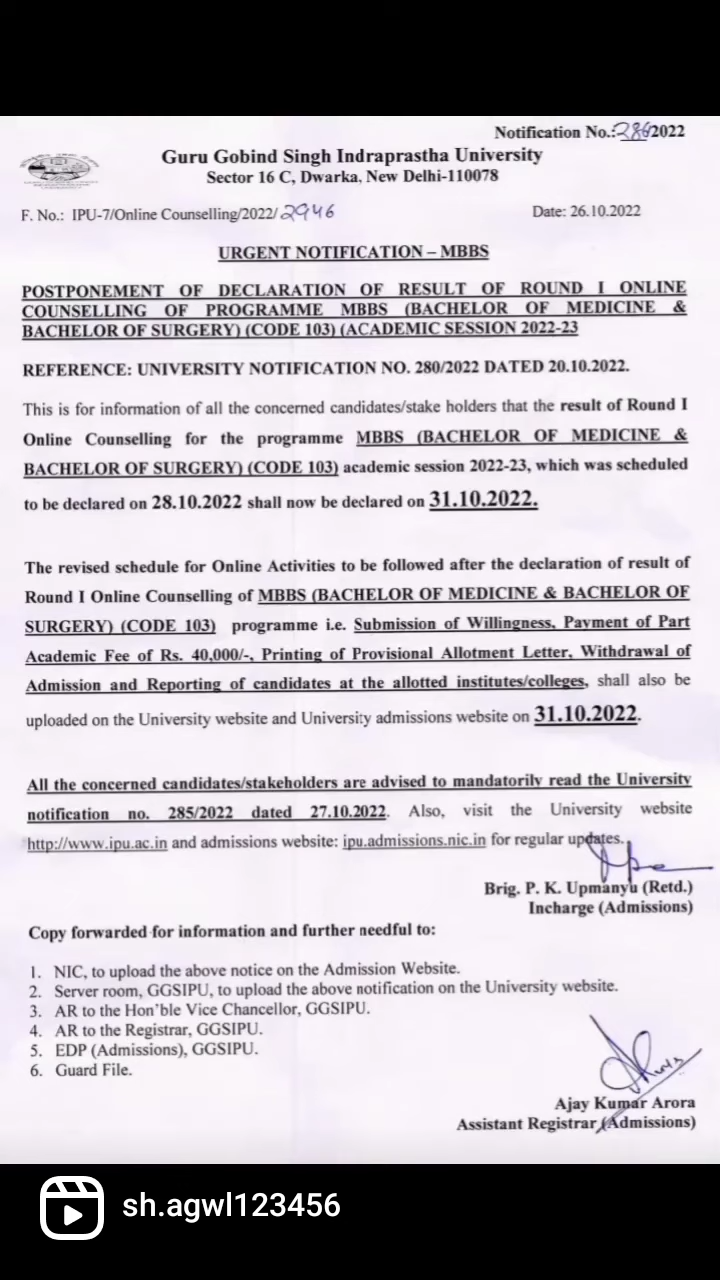 Notification No.: 286/2022
Guru Gobind Singh Indraprastha University
Sector 16 C, Dwarka, New Delhi-110078
F. No.: IPU-7/Online Counselling/2022/2946
Date: 26.10.2022
URGENT NOTIFICATION – MBBS
POSTPONEMENT OF DECLARATION OF RESULT OF ROUND I ONLINE
COUNSELLING OF PROGRAMME MBBS (BACHELOR OF MEDICINE &
BACHELOR OF SURGERY) (CODE 103) (ACADEMIC SESSION 2022-23
REFERENCE: UNIVERSITY NOTIFICATION NO. 280/2022 DATED 20.10.2022.
This is for information of all the concerned candidates/stake holders that the result of Round I
Online Counselling for the programme MBBS (BACHELOR OF MEDICINE &
BACHELOR OF SURGERY) (CODE 103) academic session 2022-23, which was scheduled
to be declared on 28.10.2022 shall now be declared on 31.10.2022.
The revised schedule for Online Activities to be followed after the declaration of result of
Round I Online Counselling of MBBS (BACHELOR OF MEDICINE & BACHELOR OF
SURGERY) (CODE 103) programme i.e. Submission of Willingness, Payment of Part
Academic Fee of Rs. 40,000/-, Printing of Provisional Allotment Letter, Withdrawal of
Admission and Reporting of candidates at the allotted institutes/colleges, shall also be
uploaded on the University website and University admissions website on 31.10.2022.
All the concerned candidates/stakeholders are advised to mandatorily read the University
notification no. 285/2022 dated 27.10.2022. Also, visit the University website
http://www.ipu.ac.in and admissions website: ipu.admissions.nic.in for regular updates.
Brig. P. K. Upmanyu (Retd.)
Incharge (Admissions)
Copy forwarded for information and further needful to:
1. NIC, to upload the above notice on the Admission Website.
2. Server room, GGSIPU, to upload the above notification on the University website.
3. AR to the Hon'ble Vice Chancellor, GGSIPU.
4. AR to the Registrar, GGSIPU.
5. EDP (Admissions), GGSIPU.
6. Guard File.
Ajay Kumar Arora
Assistant Registrar (Admissions)
sh.agwl123456